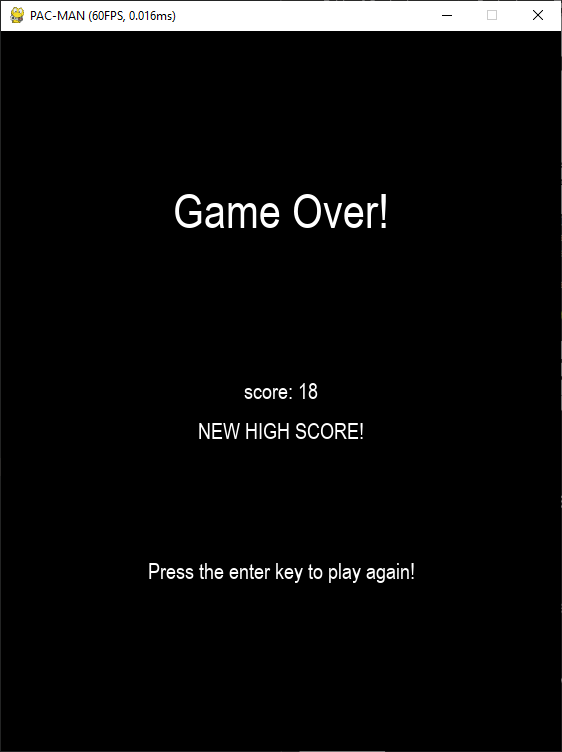 PAC-MAN (60FPS, 0.016ms)
Game Over!
score: 18
NEW HIGH SCORE!
Press the enter key to play again!